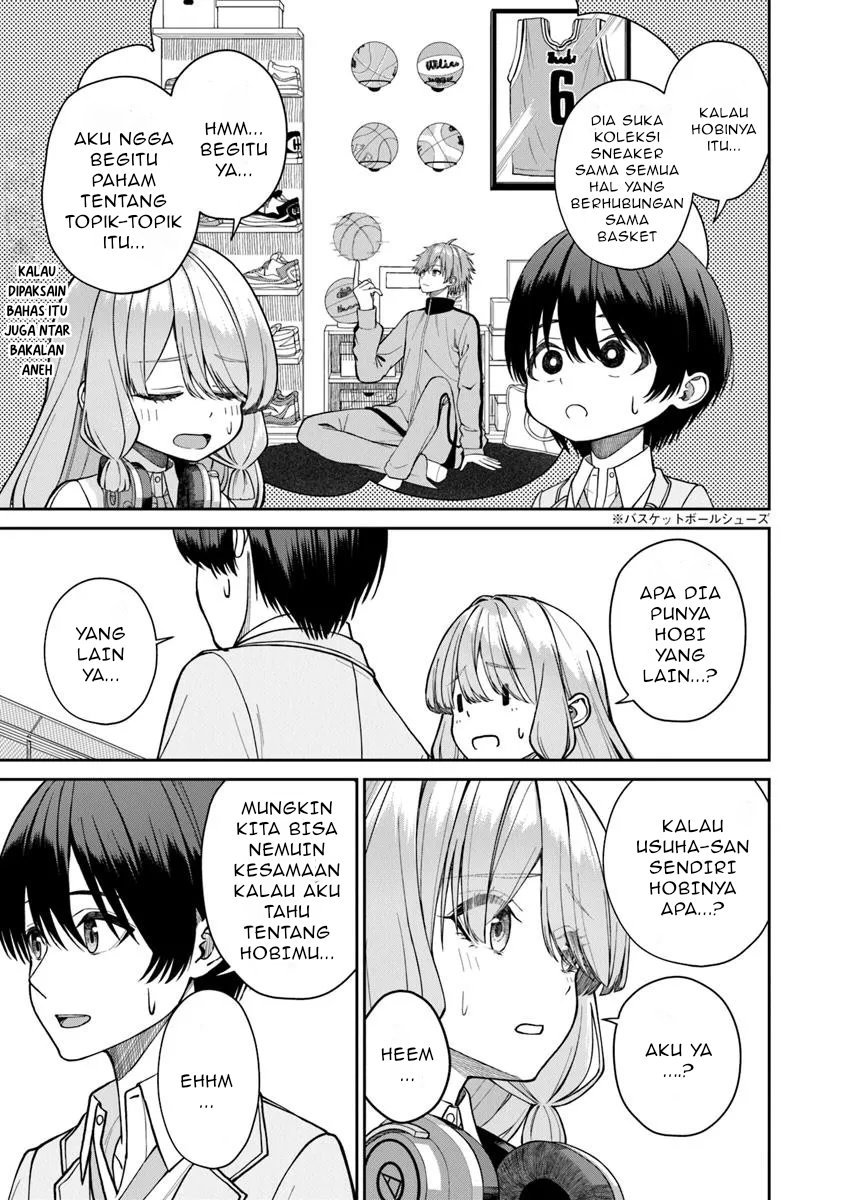 KALAU
HOBINYA
ITU...
DIA SUKA
KOLEKSI
SNEAKER
SAMA SEMUA
HAL YANG
BERHUBUNGAN
SAMA
BASKET
6
HMM...
BEGITU
YA...
AKU NGGA
BEGITU
PAHAM
TENTANG
TOPIK-TOPIK
ITU...
KALAU
DIPAKSAIN
BAHAS ITU
JUGA NTAR
BAKALAN
ANEH
※バスケットボールシューズ
APA DIA
PUNYA
HOBI
YANG
LAIN...?
YANG
LAIN
YA...
KALAU
USUHA-SAN
SENDIRI
HOBINYA
APA...?
AKU YA
....?
HEEM
...
MUNGKIN
KITA BISA
NEMUIN
KESAMAAN
KALAU AKU
TAHU
TENTANG
HOBIMU...
EHHM
...